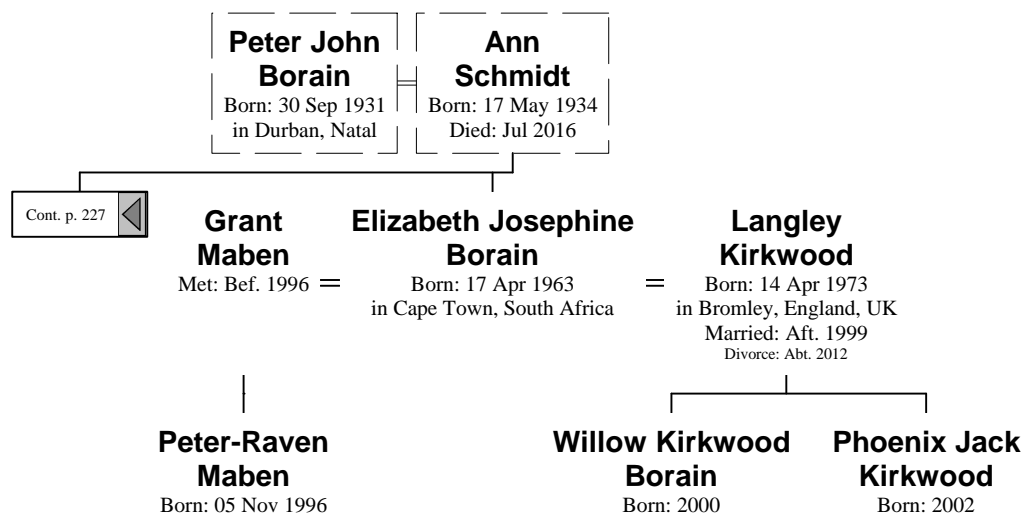 Peter John
Borain
Born: 30 Sep 1931
in Durban, Natal
Ann
Schmidt
Born: 17 May 1934
Died: Jul 2016
Cont. p. 227
Grant
Maben
Met: Bef. 1996
Elizabeth Josephine
Borain
Born: 17 Apr 1963
in Cape Town, South Africa
Langley
Kirkwood
Born: 14 Apr 1973
in Bromley, England, UK
Married: Aft. 1999
Divorce: Abt. 2012
Peter-Raven
Maben
Born: 05 Nov 1996
Willow Kirkwood
Borain
Born: 2000
Phoenix Jack
Kirkwood
Born: 2002